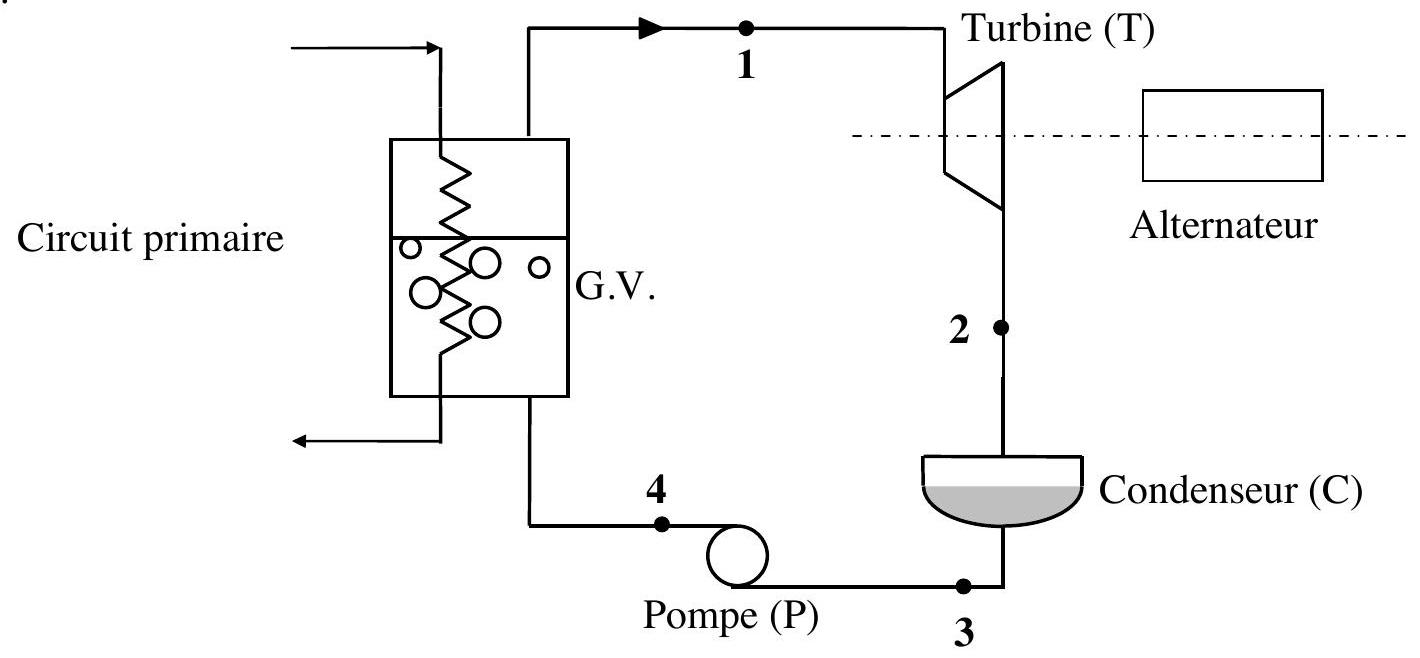 Turbine (T)
1
Circuit primaire
Alternateur
G.V.
2
4
Condenseur (C)
Pompe (P)
3